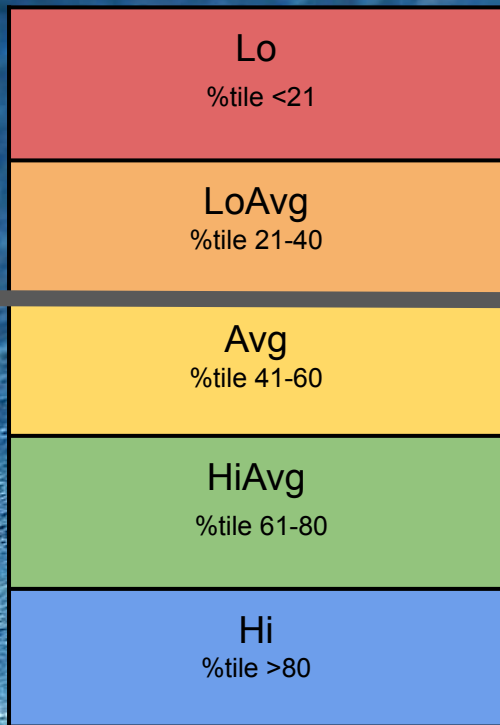 Lo
%tile <21
LoAvg
%tile 21-40
Avg
%tile 41-60
HiAvg
%tile 61-80
Hi
%tile >80